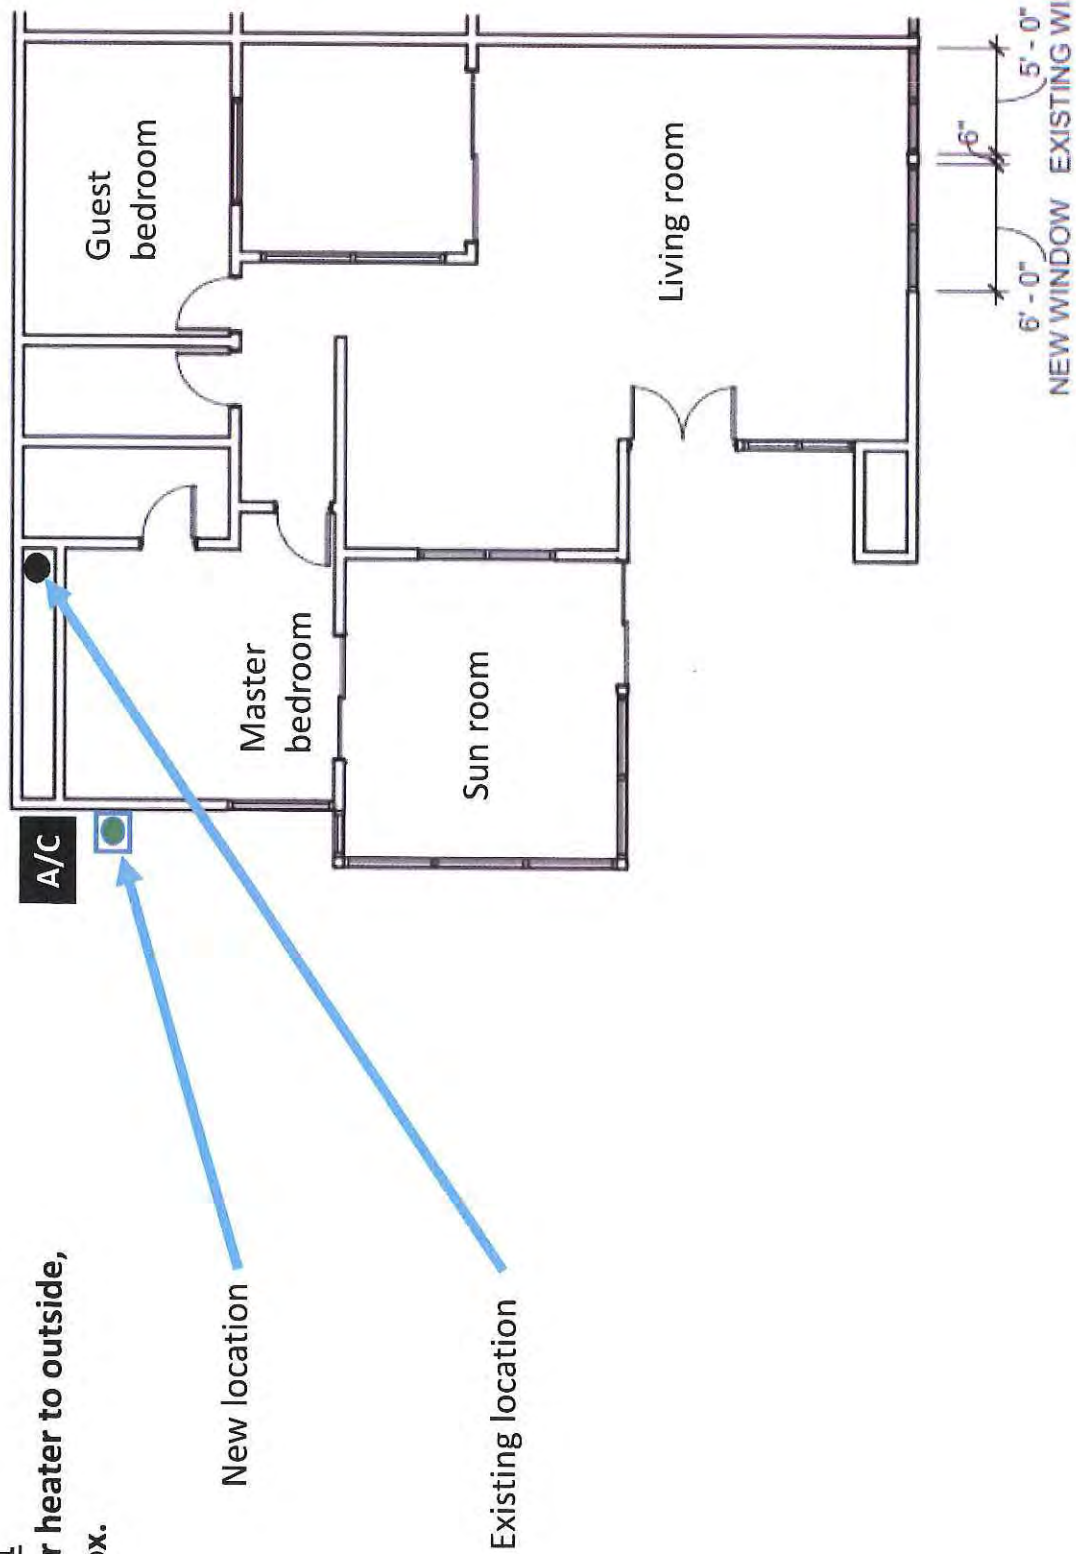 r heater to outside,
ox.
New location
Existing location
A/C
Master
bedroom
Guest
bedroom
Sun room
Living room
6' - 0"
6"
5' - 0"
NEW WINDOW EXISTING WI